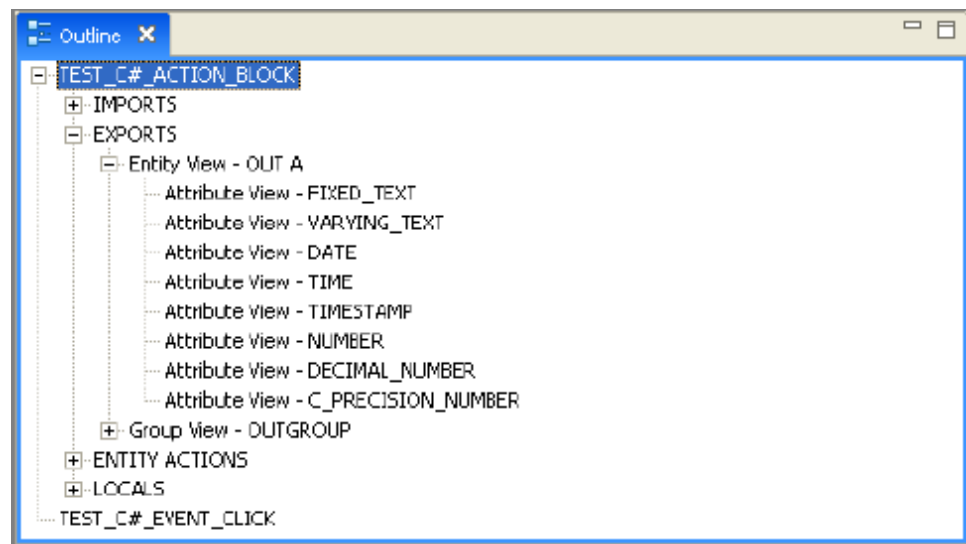 Outline
TEST_C#_ACTION_BLOCK
IMPORTS
EXPORTS
Entity View - OUT A
Attribute View - FIXED_TEXT
Attribute View - VARYING_TEXT
Attribute View - DATE
Attribute View - TIME
Attribute View - TIMESTAMP
Attribute View - NUMBER
Attribute View - DECIMAL_NUMBER
Attribute View - C_PRECISION_NUMBER
Group View - OUTGROUP
ENTITY ACTIONS
LOCALS
TEST_C#_EVENT_CLICK